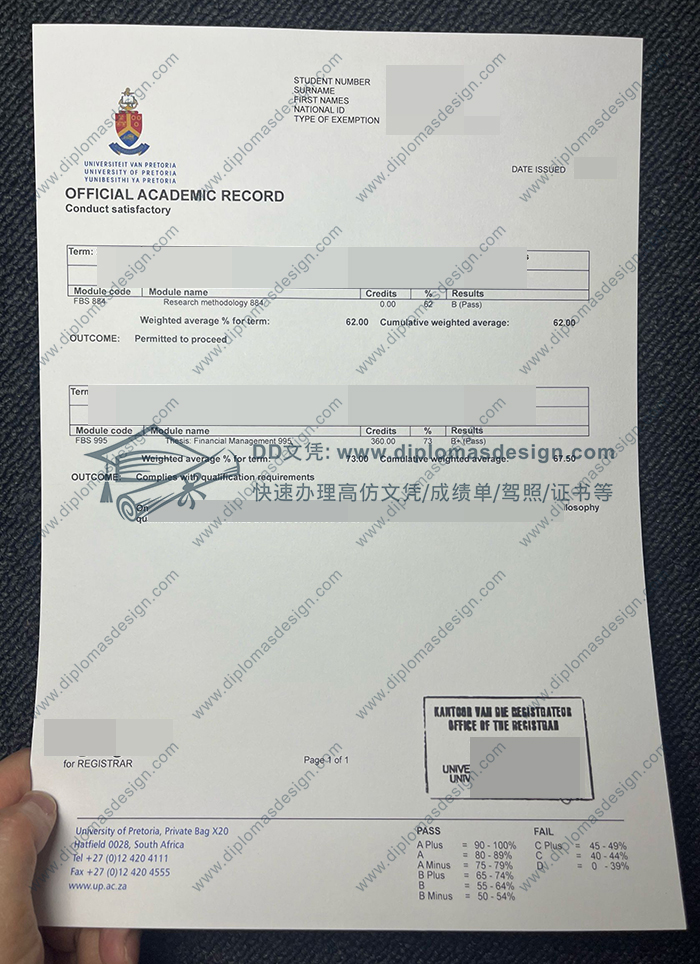 STUDENT NUMBER
SURNAME
FIRST NAMES
NATIONAL ID
TYPE OF EXEMPTION
UNIVERSITEIT VAN PRETORIA
UNIVERSITY OF PRETORIA
YUNIBESITHI YA PRETORIA
DATE ISSUED
OFFICIAL ACADEMIC RECORD
Conduct satisfactory
Term:
Module code Module name Credits % Results
FBS 884 Research methodology 884 0.00 62 B (Pass)
Weighted average % for term: 62.00 Cumulative weighted average: 62.00
OUTCOME: Permitted to proceed
Term
Module code Module name Credits % Results
FBS 995 Thesis: Financial Management 995 360.00 73 B+ (Pass)
Weighted average % for term: 73.00 Cumulative weighted average: 67.50
DD文凭: www.diplomasdesign.com
OUTCOME: Complies with qualification requirements
快速办理高仿文凭/成绩单/驾照/证书等
On
qu
losophy
KANTOOR VAN DIE REGISTRATEUR
OFFICE OF THE REGISTRAR
UNIVE
UNIV
for REGISTRAR
Page 1 of 1
University of Pretoria, Private Bag X20
Hatfield 0028, South Africa
Tel +27 (0)12 420 4111
Fax +27 (0)12 420 4555
www.up.ac.za
PASS FAIL
A Plus = 90 - 100% C Plus = 45 - 49%
A = 80 - 89% C = 40 - 44%
A Minus = 75 - 79% D = 0 - 39%
B Plus = 65 - 74%
B = 55 - 64%
B Minus = 50 - 54%
www.diplomasdesign.com